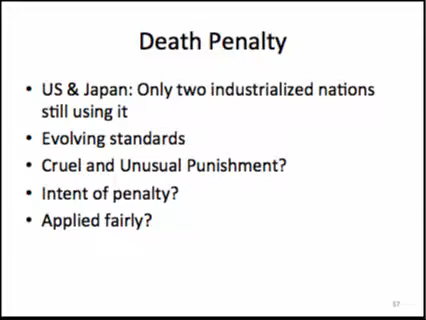 Death Penalty
• US & Japan: Only two industrialized nations
still using it
• Evolving standards
• Cruel and Unusual Punishment?
• Intent of penalty?
• Applied fairly?
57